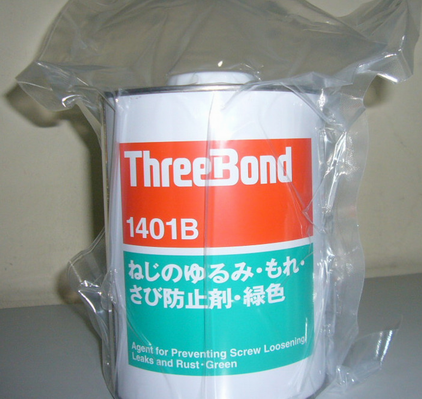 ThreeBond
1401B
ねじのゆるみ・もれ・
さび防止剤・緑色
Agent for Preventing Screw Loosening,
Leaks and Rust・Green